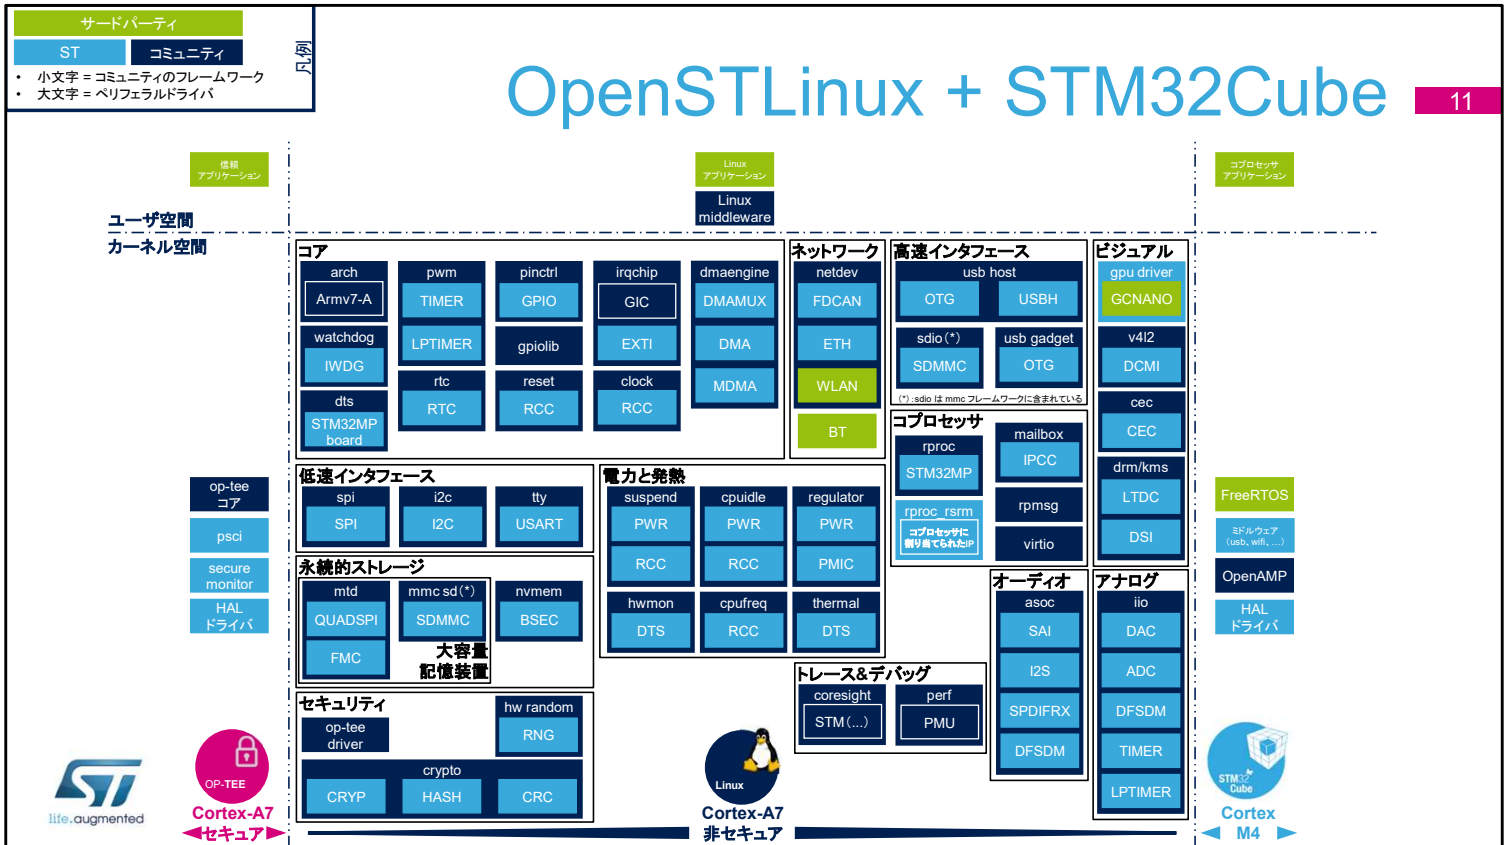 サードパーティ
ST
コミュニティ
凡例
• 小文字 = コミュニティのフレームワーク
• 大文字 = ペリフェラルドライバ
OpenSTLinux + STM32Cube
11
信頼
アプリケーション
Linux
アプリケーション
Linux
middleware
コプロセッサ
アプリケーション
ユーザ空間
カーネル空間
コア
arch
Armv7-A
watchdog
IWDG
dts
STM32MP
board
pwm
TIMER
LPTIMER
rtc
RTC
pinctrl
GPIO
gpiolib
reset
RCC
irqchip
GIC
EXTI
clock
RCC
dmaengine
DMAMUX
DMA
MDMA
ネットワーク
netdev
FDCAN
ETH
WLAN
BT
高速インタフェース
usb host
OTG
USBH
sdio(*)
SDMMC
usb gadget
OTG
(*):sdio は mmc フレームワークに含まれている
ビジュアル
gpu driver
GCNANO
v4l2
DCMI
cec
CEC
drm/kms
LTDC
DSI
コプロセッサ
rproc
STM32MP
rproc_rsrm
コプロセッサに
割り当てられたIP
mailbox
IPCC
rpmsg
virtio
低速インタフェース
spi
SPI
i2c
I2C
tty
USART
電力と発熱
suspend
PWR
RCC
cpuidle
PWR
RCC
regulator
PWR
PMIC
hwmon
DTS
cpufreq
RCC
thermal
DTS
永続的ストレージ
mtd
QUADSPI
FMC
mmc sd(*)
SDMMC
nvmem
BSEC
大容量
記憶装置
オーディオ
asoc
SAI
I2S
SPDIFRX
DFSDM
アナログ
iio
DAC
ADC
DFSDM
TIMER
LPTIMER
トレース&デバッグ
coresight
STM(...)
perf
PMU
セキュリティ
op-tee
driver
hw random
RNG
crypto
CRYP
HASH
CRC
op-tee
コア
psci
secure
monitor
HAL
ドライバ
FreeRTOS
ミドルウェア
(usb、wifi、...)
OpenAMP
HAL
ドライバ
ST
life.augmented
OP-TEE
Cortex-A7
セキュア
Linux
Cortex-A7
非セキュア
STM32
Cube
Cortex
M4